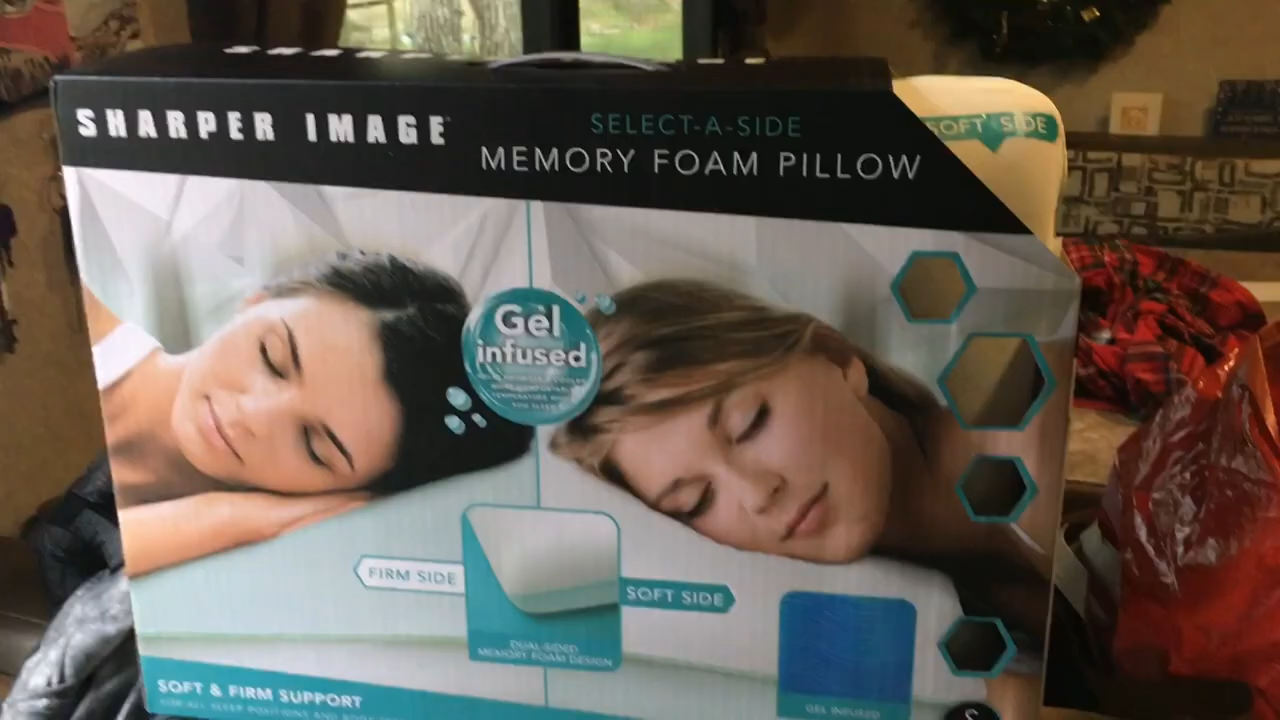 SHARPER IMAGE
SELECT-A-SIDE
MEMORY FOAM PILLOW
SOFT SIDE
Gel
infused
FIRM SIDE
SOFT SIDE
DUAL-SIDED
MEMORY FOAM DESIGN
SOFT & FIRM SUPPORT
GEL INFUSED